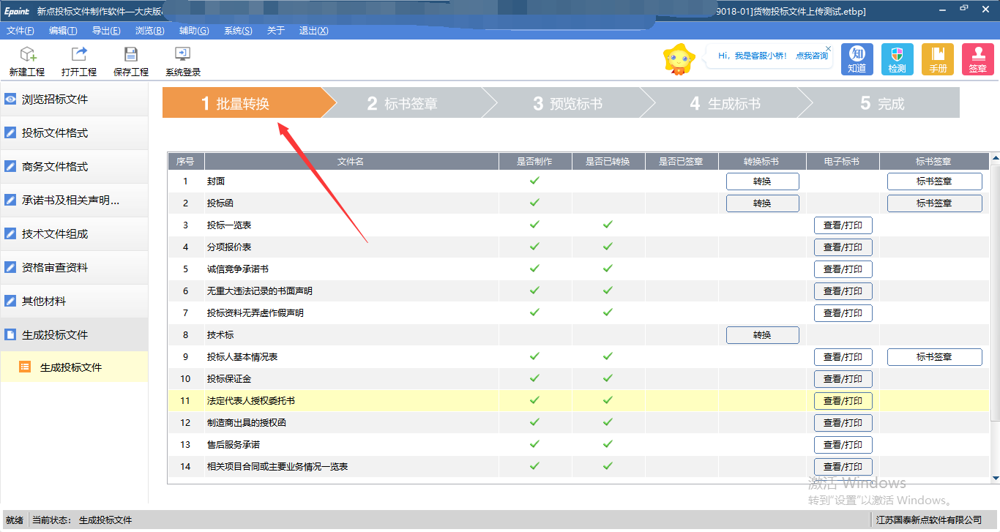 Epoint 新点投标文件制作软件—大庆版 9018-01]货物投标文件上传测试.etbp]
文件(F) 编辑(T) 导出(E) 浏览(B) 辅助(G) 系统(S) 关于 退出(X)
新建工程 打开工程 保存工程 系统登录
Hi，我是客服小桥！ 点我咨询
知 知道 检测 手册 签章
浏览招标文件
投标文件格式
商务文件格式
承诺书及相关声明...
技术文件组成
资格审查资料
其他材料
生成投标文件
生成投标文件
1 批量转换 2 标书签章 3 预览标书 4 生成标书 5 完成
序号 文件名 是否制作 是否已转换 是否已签章 转换标书 电子标书 标书签章
1 封面 转换 标书签章
2 投标函 转换 标书签章
3 投标一览表 查看/打印
4 分项报价表 查看/打印
5 诚信竞争承诺书 查看/打印
6 无重大违法记录的书面声明 查看/打印
7 投标资料无弄虚作假声明 查看/打印
8 技术标 转换
9 投标人基本情况表 查看/打印 标书签章
10 投标保证金 查看/打印
11 法定代表人授权委托书 查看/打印
12 制造商出具的授权函 查看/打印
13 售后服务承诺 查看/打印
14 相关项目合同或主要业务情况一览表 查看/打印
激活 Windows
转到"设置"以激活 Windows。
就绪 当前状态： 生成投标文件 江苏国泰新点软件有限公司